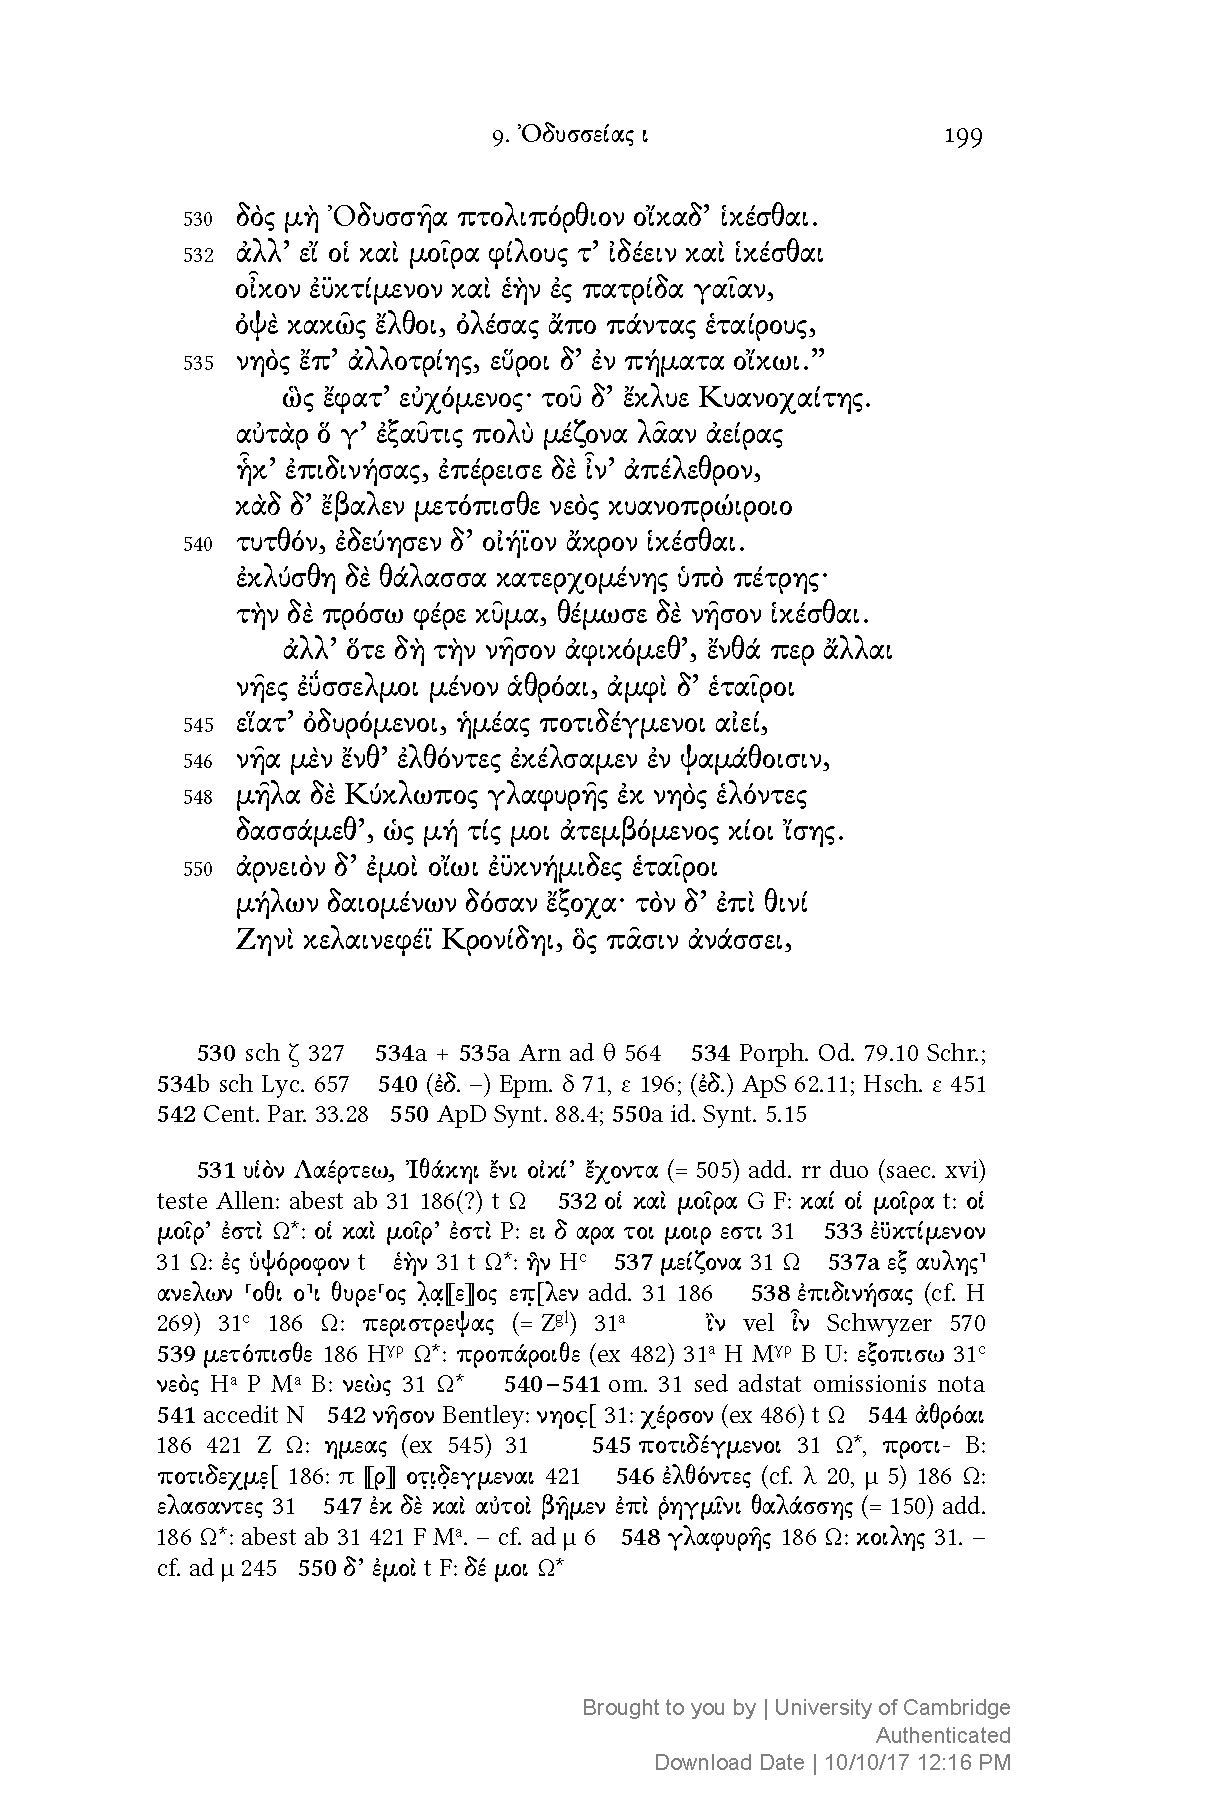 9. Ὀδυσσείας ι 199
530 δὸς μὴ Ὀδυσσῆα πτολιπόρθιον οἴκαδ’ ἱκέσθαι.
532 ἀλλ’ εἴ οἱ καὶ μοῖρα φίλους τ’ ἰδέειν καὶ ἱκέσθαι
οἶκον ἐϋκτίμενον καὶ ἑὴν ἐς πατρίδα γαῖαν,
ὀψὲ κακῶς ἔλθοι, ὀλέσας ἄπο πάντας ἑταίρους,
535 νηὸς ἔπ’ ἀλλοτρίης, εὕροι δ’ ἐν πήματα οἴκωι.”
ὣς ἔφατ’ εὐχόμενος· τοῦ δ’ ἔκλυε Κυανοχαίτης.
αὐτὰρ ὅ γ’ ἐξαῦτις πολὺ μέζονα λᾶαν ἀείρας
ἧκ’ ἐπιδινήσας, ἐπέρεισε δὲ ἶν’ ἀπέλεθρον,
κὰδ δ’ ἔβαλεν μετόπισθε νεὸς κυανοπρώιροιο
540 τυτθόν, ἐδεύησεν δ’ οἰήϊον ἄκρον ἱκέσθαι.
ἐκλύσθη δὲ θάλασσα κατερχομένης ὑπὸ πέτρης·
τὴν δὲ πρόσω φέρε κῦμα, θέμωσε δὲ νῆσον ἱκέσθαι.
ἀλλ’ ὅτε δὴ τὴν νῆσον ἀφικόμεθ’, ἔνθά περ ἄλλαι
νῆες ἐΰσσελμοι μένον ἁθρόαι, ἀμφὶ δ’ ἑταῖροι
545 εἵατ’ ὀδυρόμενοι, ἡμέας ποτιδέγμενοι αἰεί,
546 νῆα μὲν ἔνθ’ ἐλθόντες ἐκέλσαμεν ἐν ψαμάθοισιν,
548 μῆλα δὲ Κύκλωπος γλαφυρῆς ἐκ νηὸς ἑλόντες
δασσάμεθ’, ὡς μή τίς μοι ἀτεμβόμενος κίοι ἴσης.
550 ἀρνειὸν δ’ ἐμοὶ οἴωι ἐϋκνήμιδες ἑταῖροι
μήλων δαιομένων δόσαν ἔξοχα· τὸν δ’ ἐπὶ θινί
Ζηνὶ κελαινεφέϊ Κρονίδηι, ὃς πᾶσιν ἀνάσσει,
530 sch ζ 327 534a + 535a Arn ad θ 564 534 Porph. Od. 79.10 Schr.;
534b sch Lyc. 657 540 (ἐδ. –) Epm. δ 71, ε 196; (ἐδ.) ApS 62.11; Hsch. ε 451
542 Cent. Par. 33.28 550 ApD Synt. 88.4; 550a id. Synt. 5.15
531 υἱὸν Λαέρτεω, Ἰθάκηι ἔνι οἰκί’ ἔχοντα (= 505) add. rr duo (saec. xvi)
teste Allen: abest ab 31 186(?) t Ω 532 οἱ καὶ μοῖρα G F: καί οἱ μοῖρα t: οἱ
μοῖρ’ ἐστὶ Ω*: οἱ καὶ μοῖρ’ ἐστὶ P: ει δ αρα τοι μοιρ εστι 31 533 ἐϋκτίμενον
31 Ω: ἐς ὑψόροφον t ἑὴν 31 t Ω*: ἣν Hᶜ 537 μείζονα 31 Ω 537a εξ αυλης⸣
ανελων ⸢οθι ο⸣ι θυρε⸢ος λ̣α̣⟦ε⟧ος επ̣[λεν add. 31 186 538 ἐπιδινήσας (cf. Η
269) 31ᶜ 186 Ω: περιστρεψας (= Zᵍˡ) 31ᵃ ἲν vel ἶν Schwyzer 570
539 μετόπισθε 186 Hᵞᵖ Ω*: προπάροιθε (ex 482) 31ᵃ H Mᵞᵖ B U: εξοπισω 31ᶜ
νεὸς Hᵃ P Mᵃ B: νεὼς 31 Ω* 540–541 om. 31 sed adstat omissionis nota
541 accedit N 542 νῆσον Bentley: νηος̣[ 31: χέρσον (ex 486) t Ω 544 ἀθρόαι
186 421 Z Ω: ημεας (ex 545) 31 545 ποτιδέγμενοι 31 Ω*, προτι- B:
ποτιδεχμε̣[ 186: π ⟦ρ⟧ οτ̣ι̣δ̣εγμεναι 421 546 ἐλθόντες (cf. λ 20, μ 5) 186 Ω:
ελασαντες 31 547 ἐκ δὲ καὶ αὐτοὶ βῆμεν ἐπὶ ῥηγμῖνι θαλάσσης (= 150) add.
186 Ω*: abest ab 31 421 F Mᵃ. – cf. ad μ 6 548 γλαφυρῆς 186 Ω: κοιλης 31. –
cf. ad μ 245 550 δ’ ἐμοὶ t F: δέ μοι Ω*
Brought to you by | University of Cambridge
Authenticated
Download Date | 10/10/17 12:16 PM